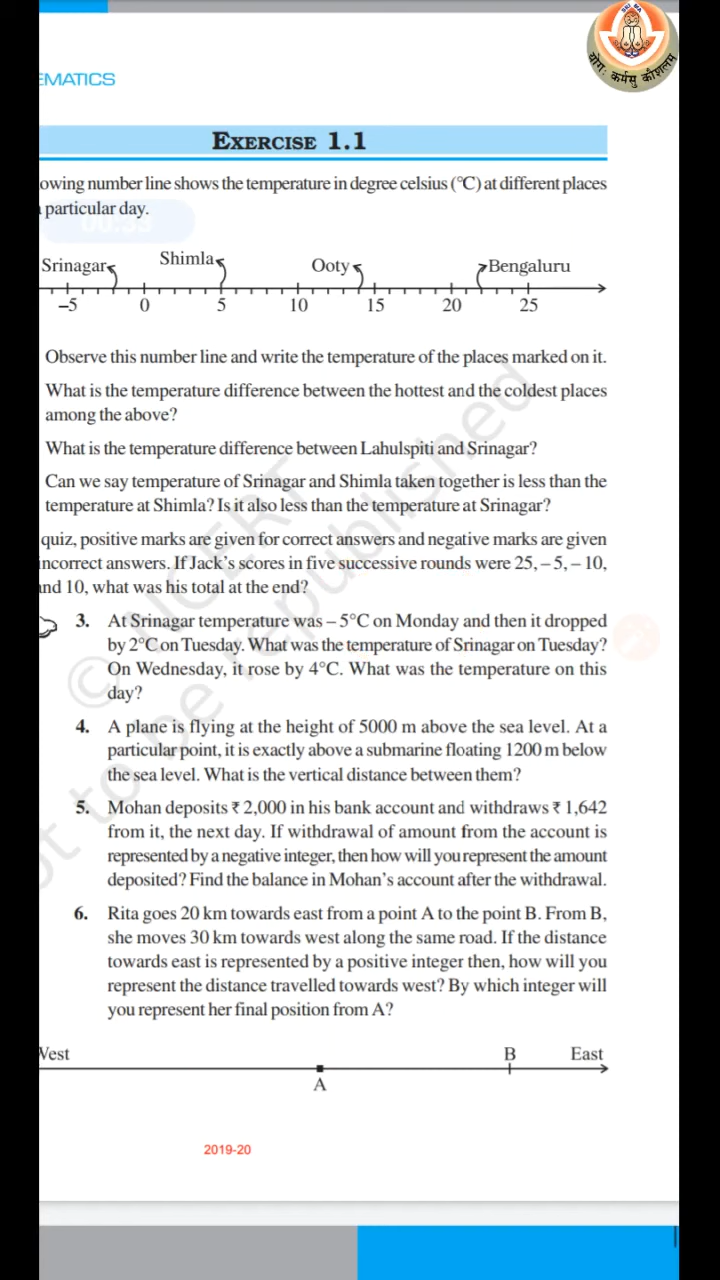 SRI MA
योगः कर्मसु कौशलम्
EMATICS
EXERCISE 1.1
owing number line shows the temperature in degree celsius (°C) at different places
particular day.
Srinagar Shimla Ooty Bengaluru
–5 0 5 10 15 20 25
Observe this number line and write the temperature of the places marked on it.
What is the temperature difference between the hottest and the coldest places
among the above?
What is the temperature difference between Lahulspiti and Srinagar?
Can we say temperature of Srinagar and Shimla taken together is less than the
temperature at Shimla? Is it also less than the temperature at Srinagar?
quiz, positive marks are given for correct answers and negative marks are given
incorrect answers. If Jack's scores in five successive rounds were 25, – 5, – 10,
nd 10, what was his total at the end?
3. At Srinagar temperature was – 5°C on Monday and then it dropped
by 2°C on Tuesday. What was the temperature of Srinagar on Tuesday?
On Wednesday, it rose by 4°C. What was the temperature on this
day?
4. A plane is flying at the height of 5000 m above the sea level. At a
particular point, it is exactly above a submarine floating 1200 m below
the sea level. What is the vertical distance between them?
5. Mohan deposits ₹ 2,000 in his bank account and withdraws ₹ 1,642
from it, the next day. If withdrawal of amount from the account is
represented by a negative integer, then how will you represent the amount
deposited? Find the balance in Mohan's account after the withdrawal.
6. Rita goes 20 km towards east from a point A to the point B. From B,
she moves 30 km towards west along the same road. If the distance
towards east is represented by a positive integer then, how will you
represent the distance travelled towards west? By which integer will
you represent her final position from A?
West B East
A
2019-20
© NCERT
not to be republished